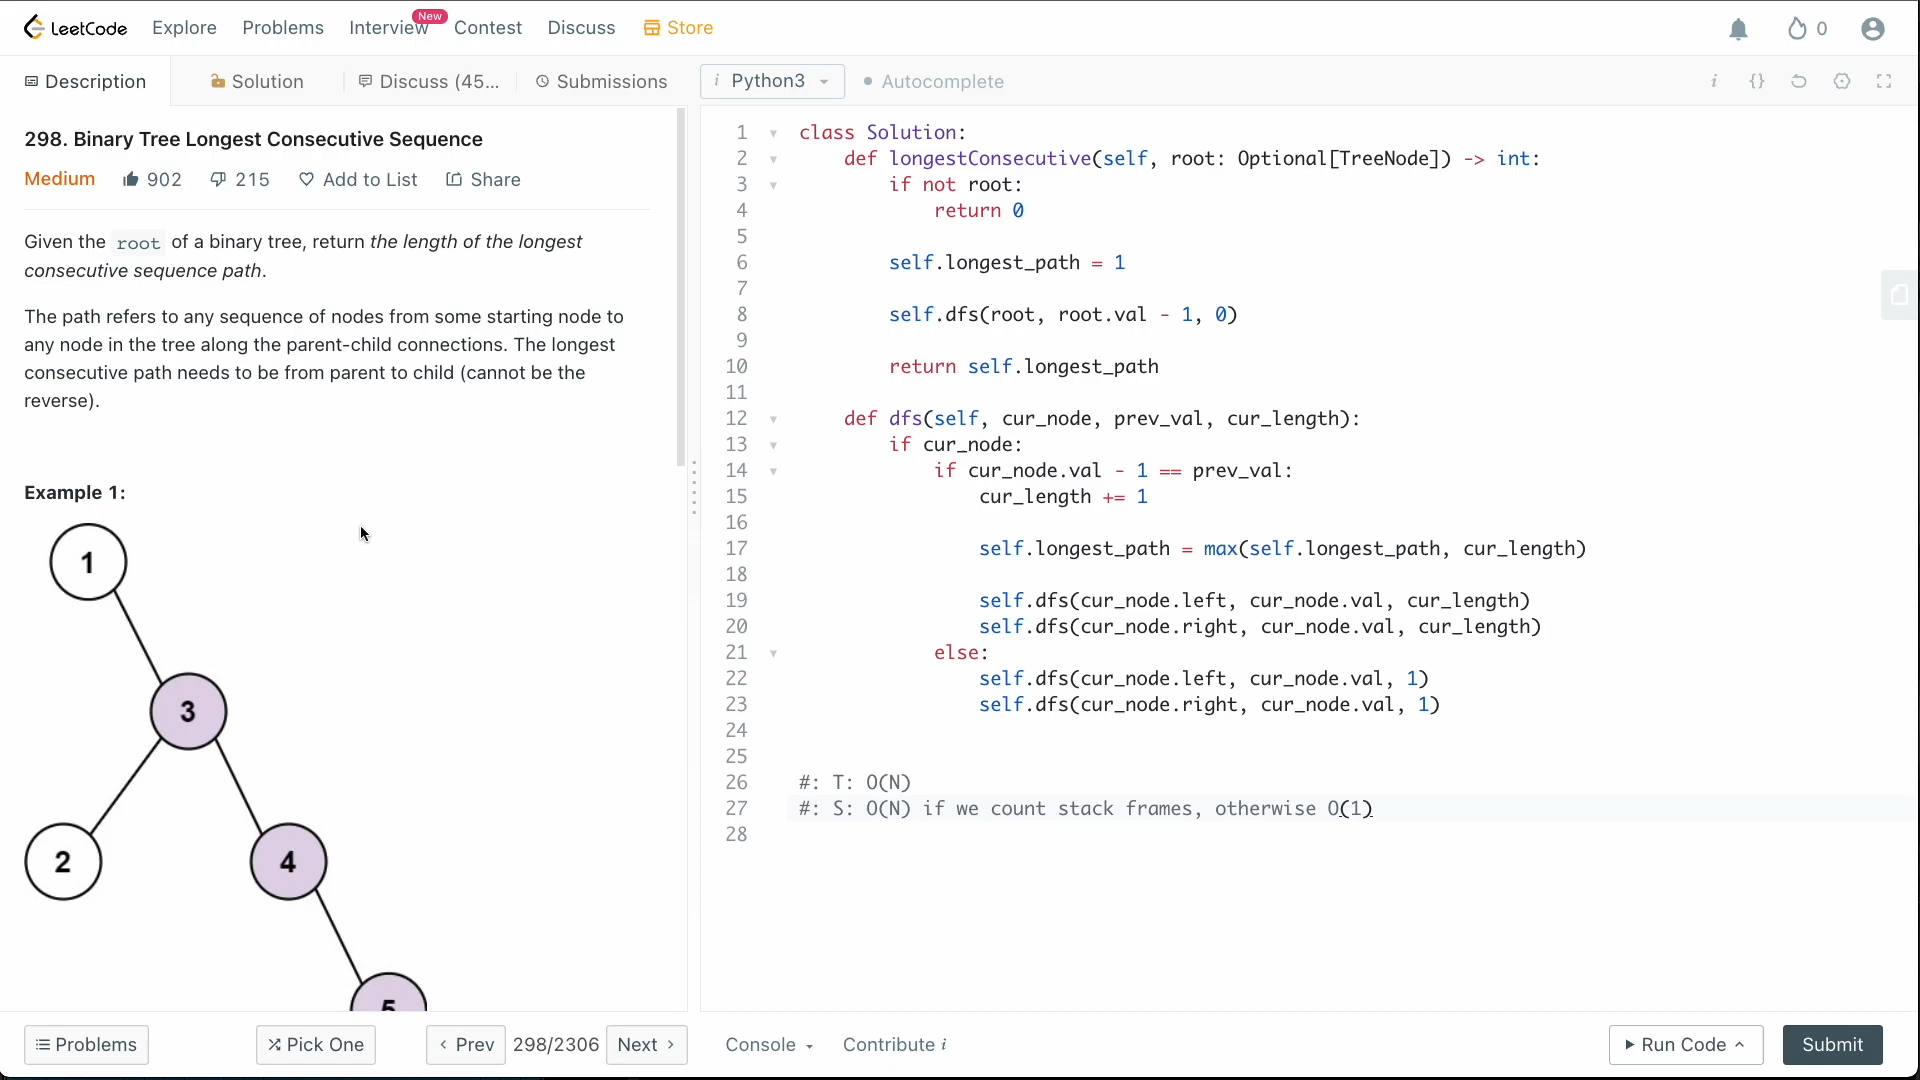 LeetCode Explore Problems Interview New Contest Discuss Store 0
Description Solution Discuss (45... Submissions
298. Binary Tree Longest Consecutive Sequence
Medium 902 215 Add to List Share
Given the root of a binary tree, return the length of the longest
consecutive sequence path.
The path refers to any sequence of nodes from some starting node to
any node in the tree along the parent-child connections. The longest
consecutive path needs to be from parent to child (cannot be the
reverse).
Example 1:
1
3
2
4
5
Problems Pick One < Prev 298/2306 Next >
i Python3 • Autocomplete i {}
1 class Solution:
2 def longestConsecutive(self, root: Optional[TreeNode]) -> int:
3 if not root:
4 return 0
5
6 self.longest_path = 1
7
8 self.dfs(root, root.val - 1, 0)
9
10 return self.longest_path
11
12 def dfs(self, cur_node, prev_val, cur_length):
13 if cur_node:
14 if cur_node.val - 1 == prev_val:
15 cur_length += 1
16
17 self.longest_path = max(self.longest_path, cur_length)
18
19 self.dfs(cur_node.left, cur_node.val, cur_length)
20 self.dfs(cur_node.right, cur_node.val, cur_length)
21 else:
22 self.dfs(cur_node.left, cur_node.val, 1)
23 self.dfs(cur_node.right, cur_node.val, 1)
24
25
26 #: T: O(N)
27 #: S: O(N) if we count stack frames, otherwise O(1)
28
Console Contribute i Run Code Submit